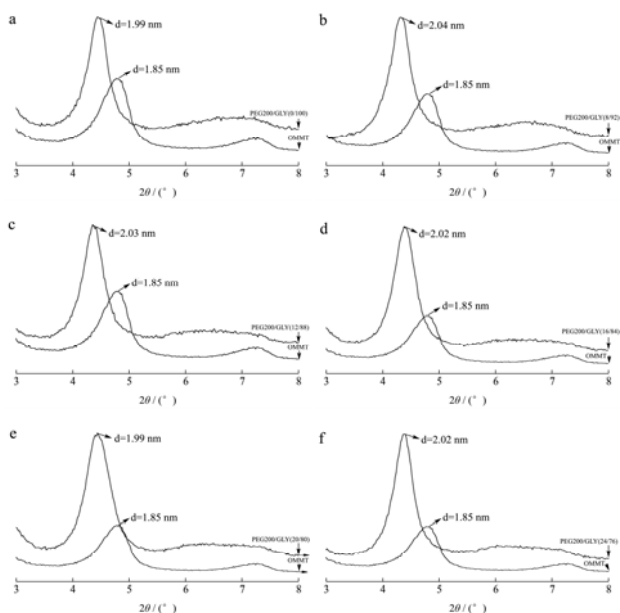 a
d=1.99 nm
d=1.85 nm
PEG200/GLY(0/100)
OMMT
3 4 5 6 7 8
2θ / (°)
b
d=2.04 nm
d=1.85 nm
PEG200/GLY(8/92)
OMMT
3 4 5 6 7 8
2θ / (°)
c
d=2.03 nm
d=1.85 nm
PEG200/GLY(12/88)
OMMT
3 4 5 6 7 8
2θ / (°)
d
d=2.02 nm
d=1.85 nm
PEG200/GLY(16/84)
OMMT
3 4 5 6 7 8
2θ / (°)
e
d=1.99 nm
d=1.85 nm
PEG200/GLY(20/80)
OMMT
3 4 5 6 7 8
2θ / (°)
f
d=2.02 nm
d=1.85 nm
PEG200/GLY(24/76)
OMMT
3 4 5 6 7 8
2θ / (°)